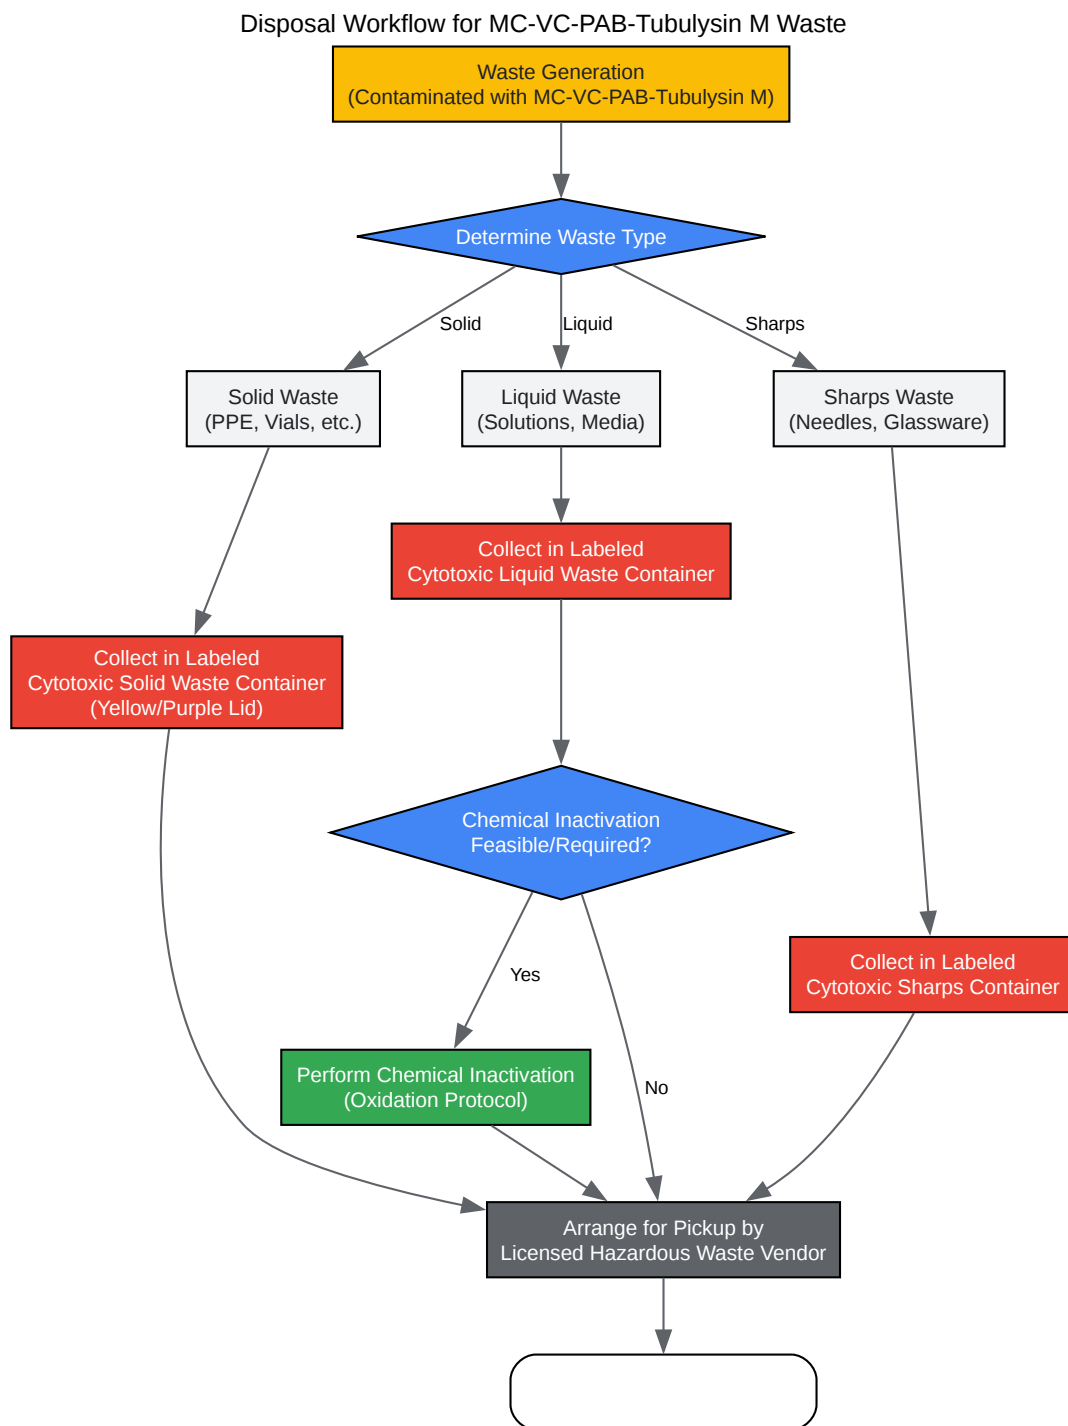 Disposal Workflow for MC-VC-PAB-Tubulysin M Waste
Waste Generation
(Contaminated with MC-VC-PAB-Tubulysin M)
Determine Waste Type
Solid
Liquid
Sharps
Solid Waste
(PPE, Vials, etc.)
Liquid Waste
(Solutions, Media)
Sharps Waste
(Needles, Glassware)
Collect in Labeled
Cytotoxic Liquid Waste Container
Collect in Labeled
Cytotoxic Solid Waste Container
(Yellow/Purple Lid)
Chemical Inactivation
Feasible/Required?
Yes
Collect in Labeled
Cytotoxic Sharps Container
Perform Chemical Inactivation
(Oxidation Protocol)
No
Arrange for Pickup by
Licensed Hazardous Waste Vendor